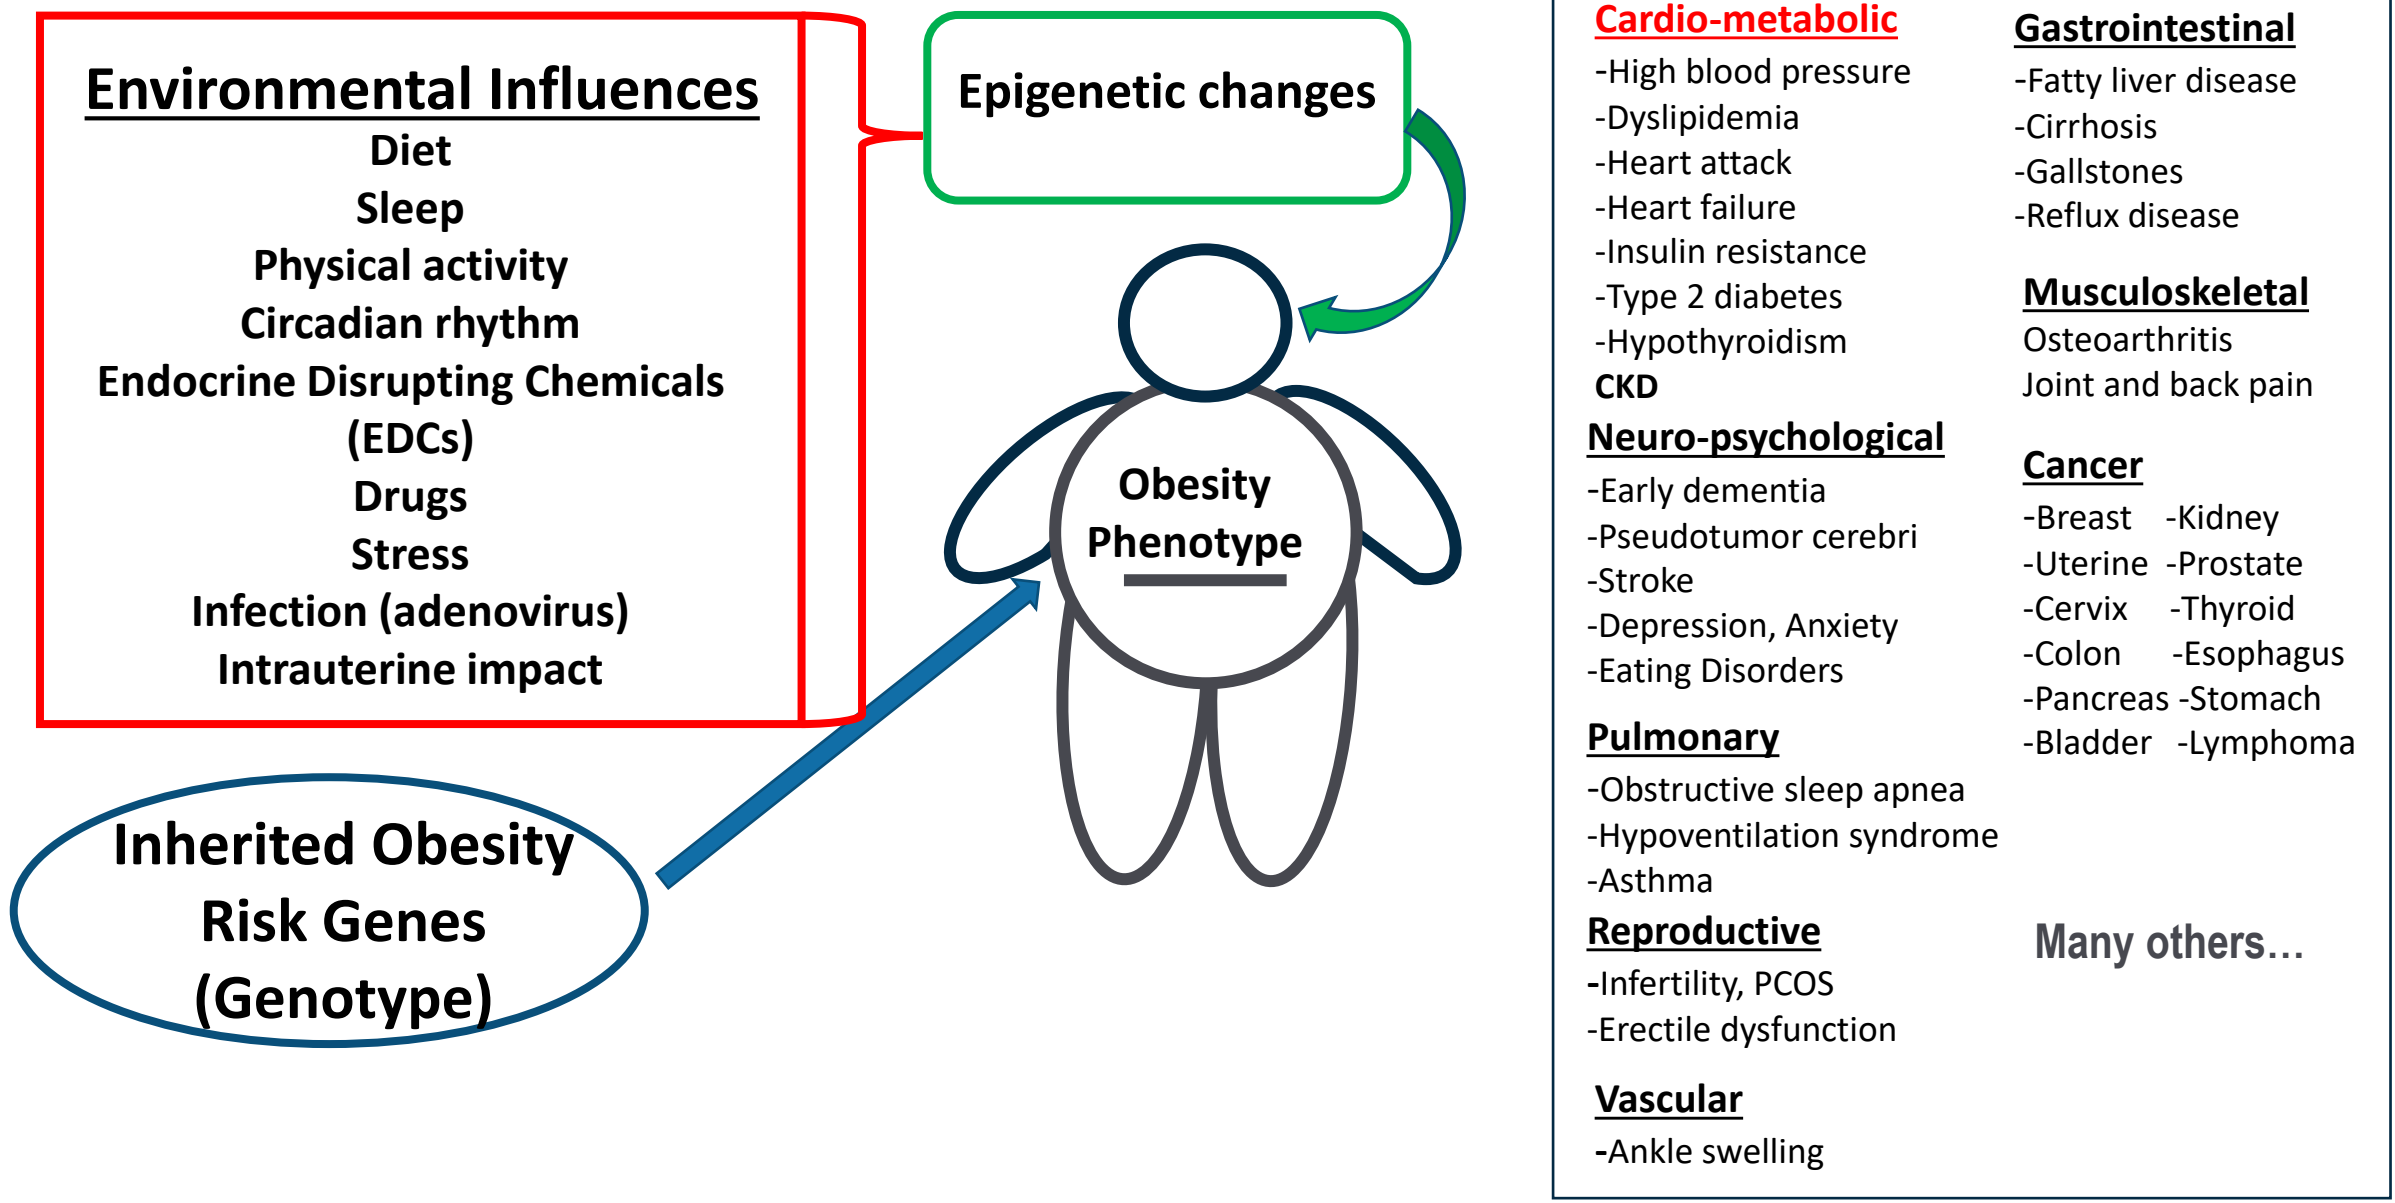 Environmental Influences
Diet
Sleep
Physical activity
Circadian rhythm
Endocrine Disrupting Chemicals
(EDCs)
Drugs
Stress
Infection (adenovirus)
Intrauterine impact
Inherited Obesity
Risk Genes
(Genotype)
Epigenetic changes
Obesity
Phenotype
Cardio-metabolic
-High blood pressure
-Dyslipidemia
-Heart attack
-Heart failure
-Insulin resistance
-Type 2 diabetes
-Hypothyroidism
CKD
Neuro-psychological
-Early dementia
-Pseudotumor cerebri
-Stroke
-Depression, Anxiety
-Eating Disorders
Pulmonary
-Obstructive sleep apnea
-Hypoventilation syndrome
-Asthma
Reproductive
-Infertility, PCOS
-Erectile dysfunction
Vascular
-Ankle swelling
Gastrointestinal
-Fatty liver disease
-Cirrhosis
-Gallstones
-Reflux disease
Musculoskeletal
Osteoarthritis
Joint and back pain
Cancer
-Breast -Kidney
-Uterine -Prostate
-Cervix -Thyroid
-Colon -Esophagus
-Pancreas -Stomach
-Bladder -Lymphoma
Many others...